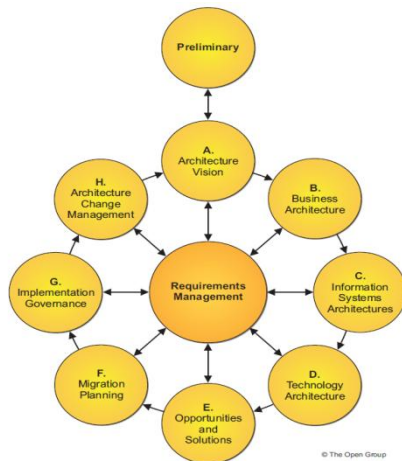 Preliminary
A.
Architecture
Vision
B.
Business
Architecture
C.
Information
Systems
Architectures
D.
Technology
Architecture
E.
Opportunities
and
Solutions
F.
Migration
Planning
G.
Implementation
Governance
H.
Architecture
Change
Management
Requirements
Management
© The Open Group